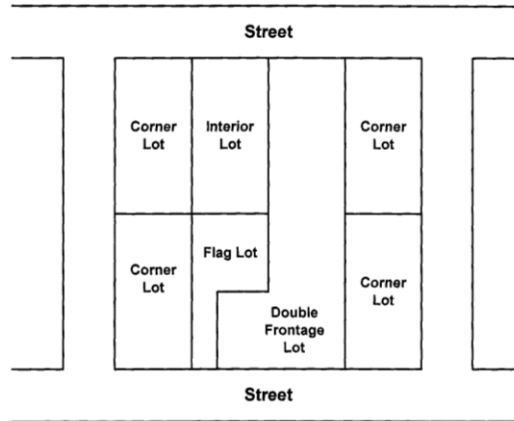 Street
Corner
Lot
Interior
Lot
Corner
Lot
Corner
Lot
Flag Lot
Double
Frontage
Lot
Corner
Lot
Street